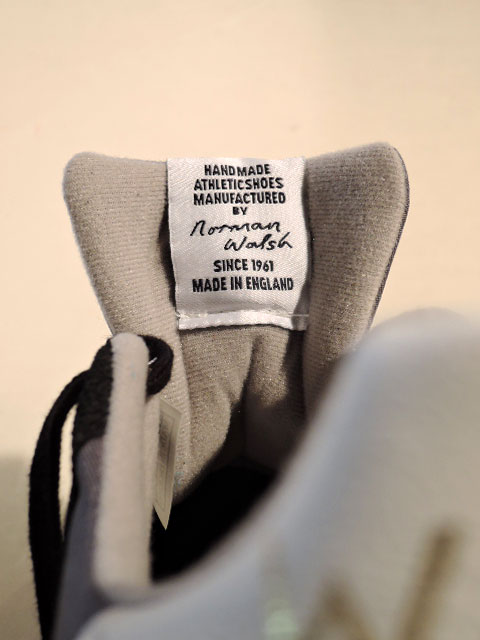 HANDMADE
ATHLETICSHOES
MANUFACTURED
BY
Norman
Walsh
SINCE 1961
MADE IN ENGLAND